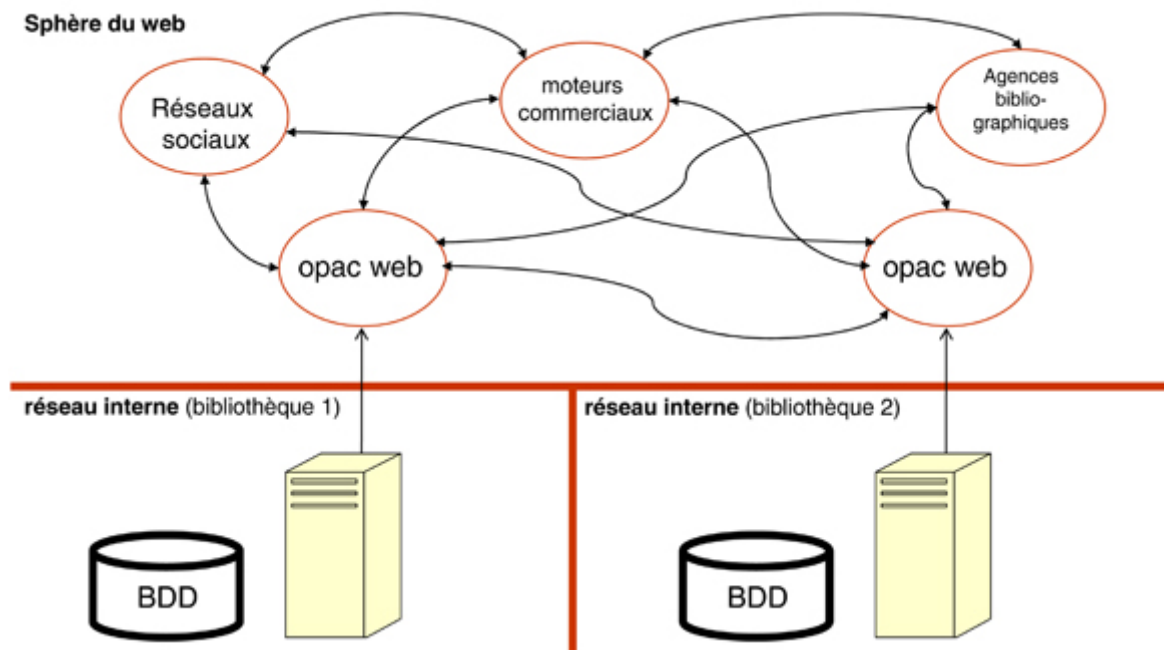 Sphère du web
Réseaux
sociaux
moteurs
commerciaux
Agences
biblio-
graphiques
opac web
opac web
réseau interne (bibliothèque 1)
réseau interne (bibliothèque 2)
BDD
BDD